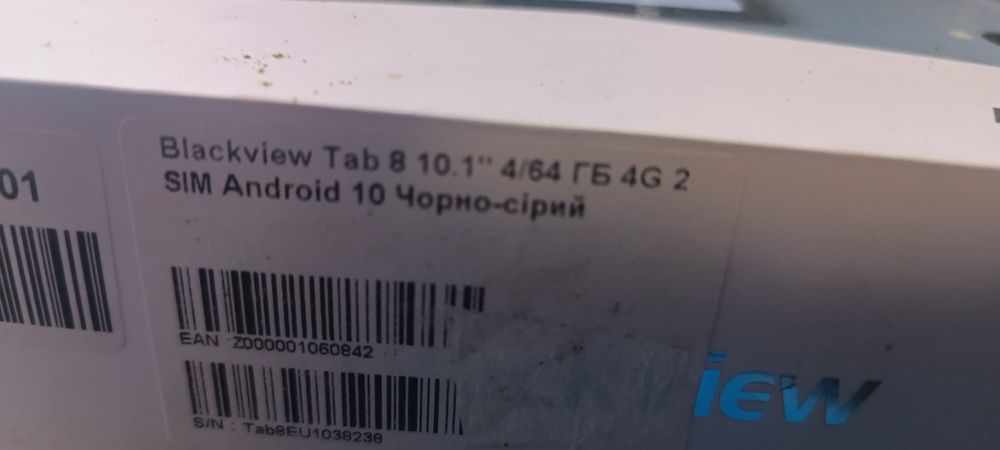 Blackview Tab 8 10.1" 4/64 ГБ 4G 2
SIM Android 10 Чорно-сірий
01
EAN :Z000001060842
S/N : Tab8EU1038238
iew